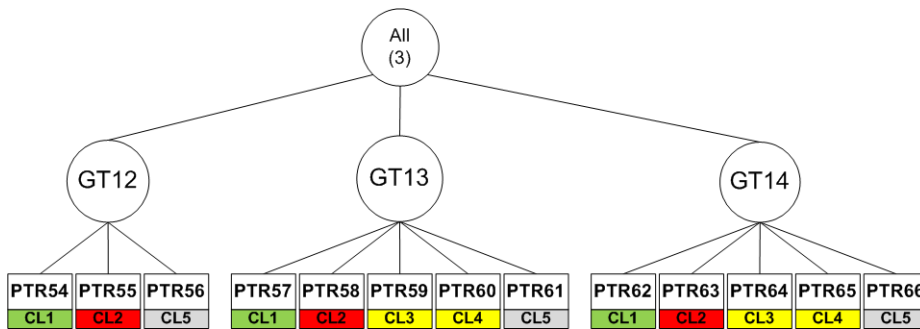 All
(3)
GT12
GT13
GT14
PTR54 PTR55 PTR56 PTR57 PTR58 PTR59 PTR60 PTR61 PTR62 PTR63 PTR64 PTR65 PTR66
CL1 CL2 CL5 CL1 CL2 CL3 CL4 CL5 CL1 CL2 CL3 CL4 CL5